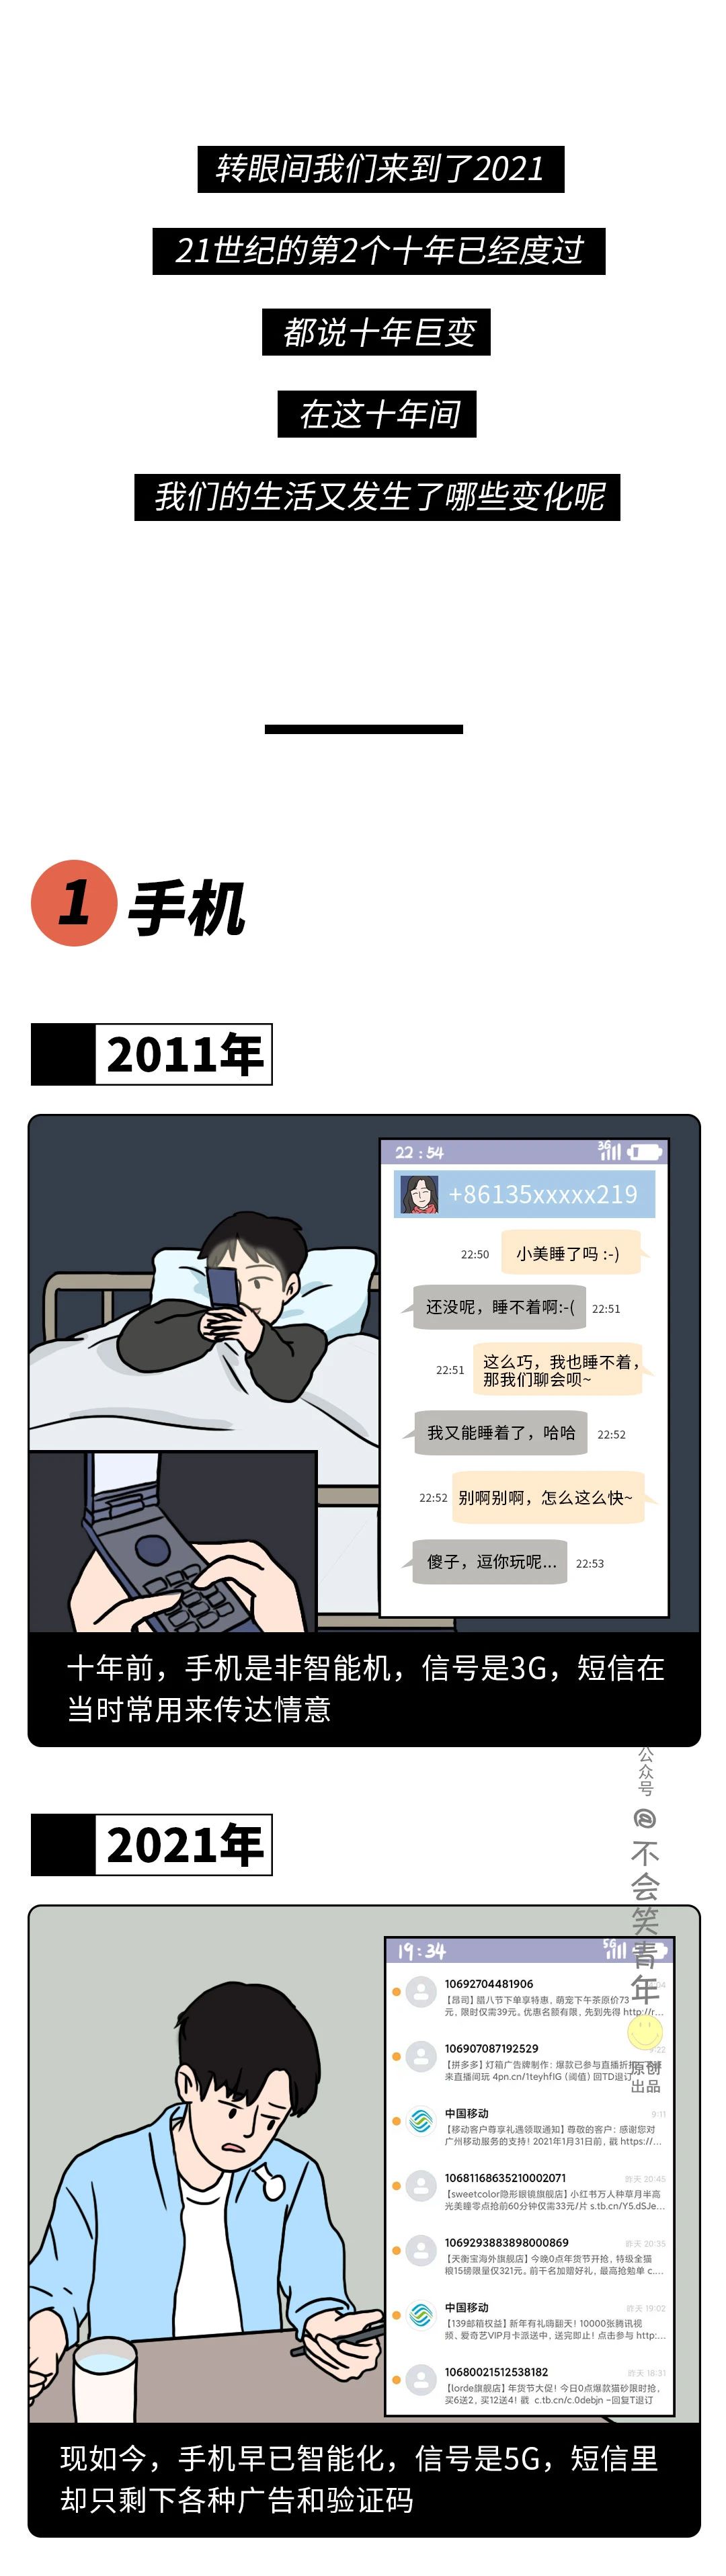 转眼间我们来到了2021
21世纪的第2个十年已经度过
都说十年巨变
在这十年间
我们的生活又发生了哪些变化呢
1 手机
2011年
22:54 3G
+86135xxxxx219
22:50 小美睡了吗 :-)
还没呢，睡不着啊:-( 22:51
22:51 这么巧，我也睡不着，
那我们聊会呗~
我又能睡着了，哈哈 22:52
22:52 别啊别啊，怎么这么快~
傻子，逗你玩呢... 22:53
十年前，手机是非智能机，信号是3G，短信在
当时常用来传达情意
公众号
@不会笑青年
原创
出品
2021年
19:34 5G
10692704481906
【昂司】腊八节下单享特惠，萌宠下午茶原价73
元，限时仅需39元。优惠名额有限，先到先得 http://r...
106907087192529
【拼多多】灯箱广告牌制作：爆款已参与直播折扣
来直播间玩 4pn.cn/1teyhfIG (阈值) 回TD退订
中国移动 9:11
【移动客户尊享礼遇领取通知】尊敬的客户：感谢您对
广州移动服务的支持！2021年1月31日前，戳 https://...
10681168635210002071 昨天 20:45
【sweetcolor隐形眼镜旗舰店】小红书万人种草月半高
光美瞳零点抢前60分钟仅需33元/片 s.tb.cn/Y5.dSJe...
1069293883898000869 昨天 20:35
【天衡宝海外旗舰店】今晚0点年货节开抢，特级全猫
粮15磅限量仅321元。前千名加赠好礼，最高抢勉单 c....
中国移动 昨天 19:02
【139邮箱权益】新年有礼嗨翻天！10000张腾讯视
频、爱奇艺VIP月卡派送中，送完即止！点击参与 http:...
10680021512538182 昨天 18:31
【lorde旗舰店】年货节大促！今日0点爆款猫砂限时抢，
买6送2，买12送4！戳 c.tb.cn/c.0debjn -回复T退订
现如今，手机早已智能化，信号是5G，短信里
却只剩下各种广告和验证码